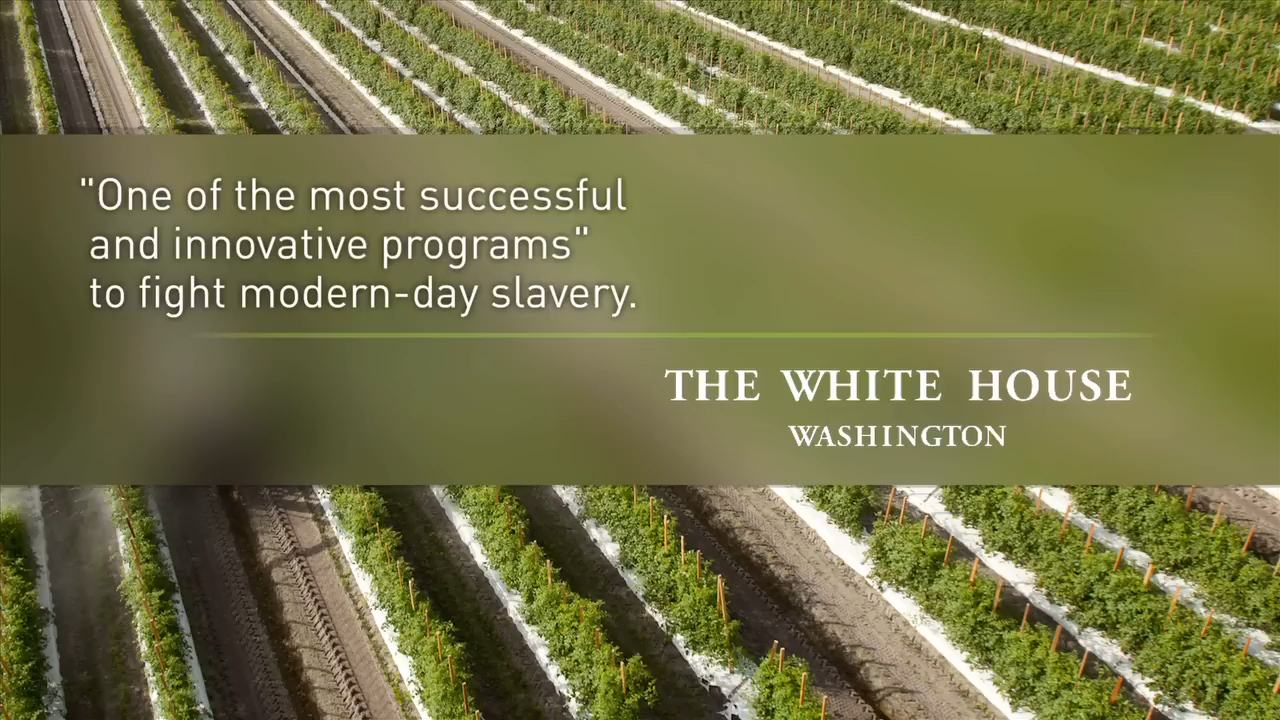 "One of the most successful
and innovative programs"
to fight modern-day slavery.
THE WHITE HOUSE
WASHINGTON